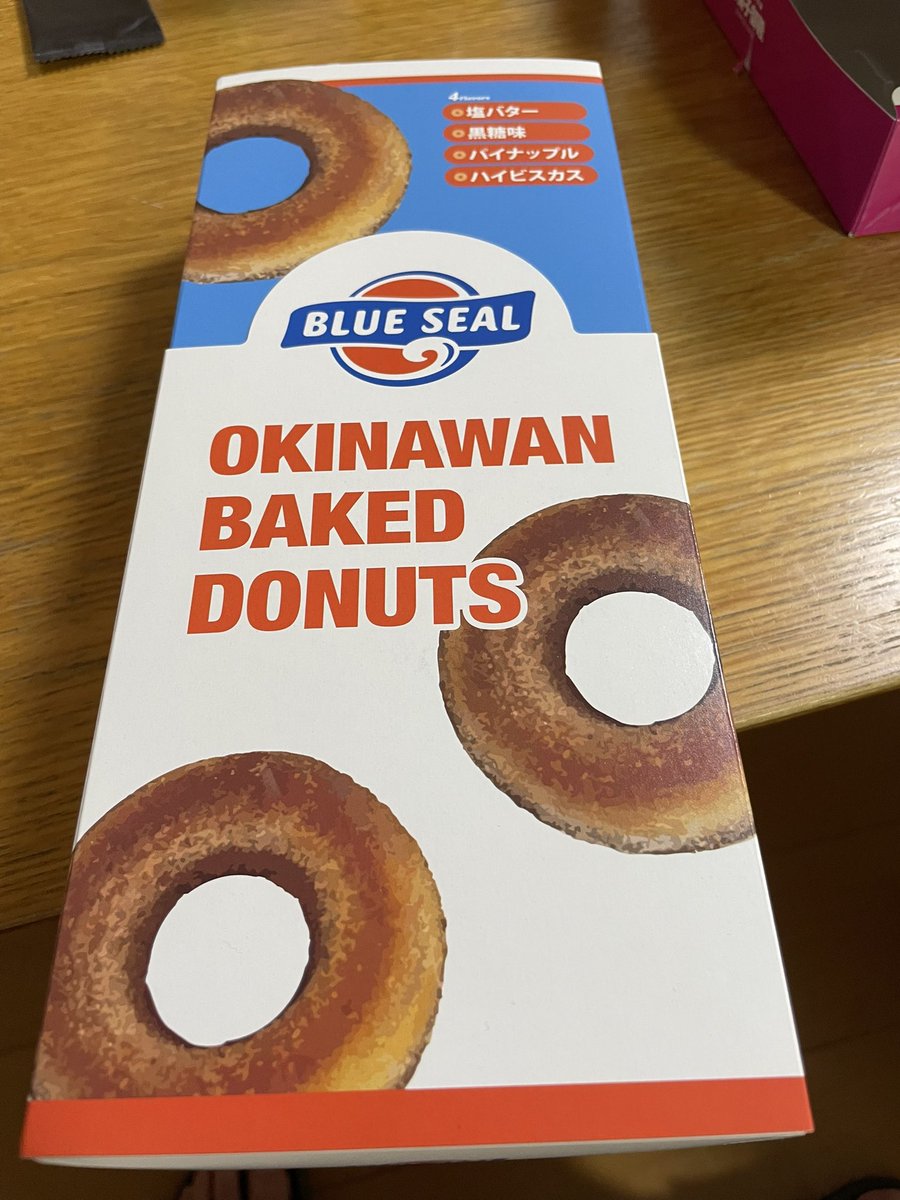 4 Flavors
塩バター
黒糖味
パイナップル
ハイビスカス
BLUE SEAL
OKINAWAN
BAKED
DONUTS